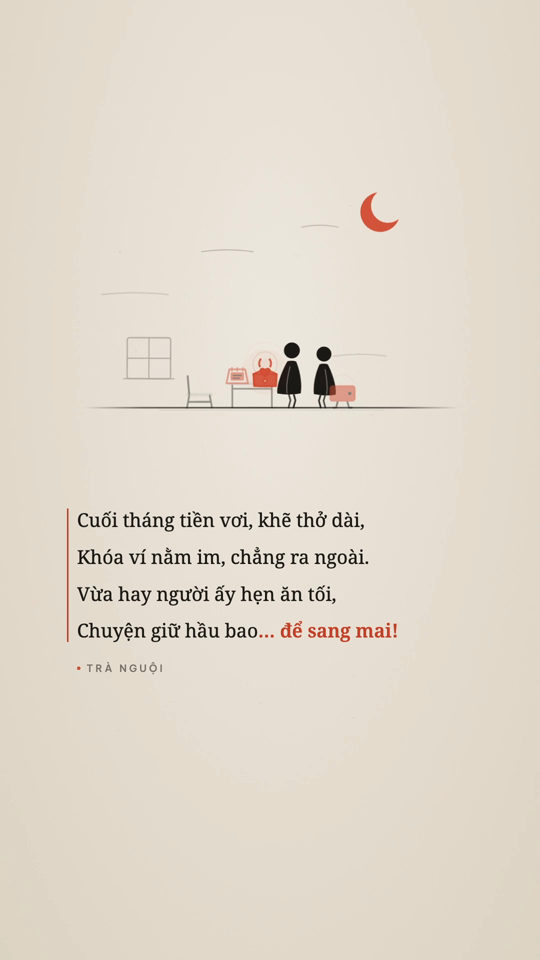 Cuối tháng tiền vơi, khẽ thở dài,
Khóa ví nằm im, chẳng ra ngoài.
Vừa hay người ấy hẹn ăn tối,
Chuyện giữ hầu bao... để sang mai!
• TRÀ NGUỘI